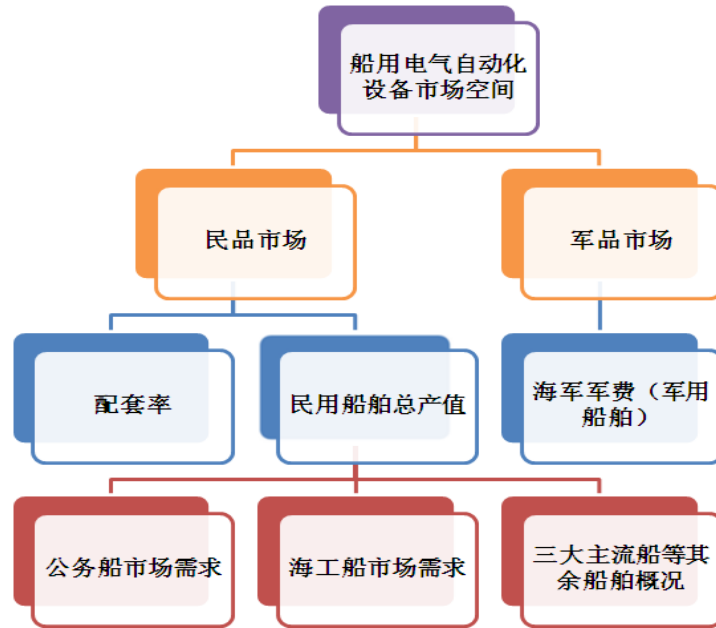 船用电气自动化
设备市场空间
民品市场
军品市场
配套率
民用船舶总产值
海军军费（军用
船舶）
公务船市场需求
海工船市场需求
三大主流船等其
余船舶概况